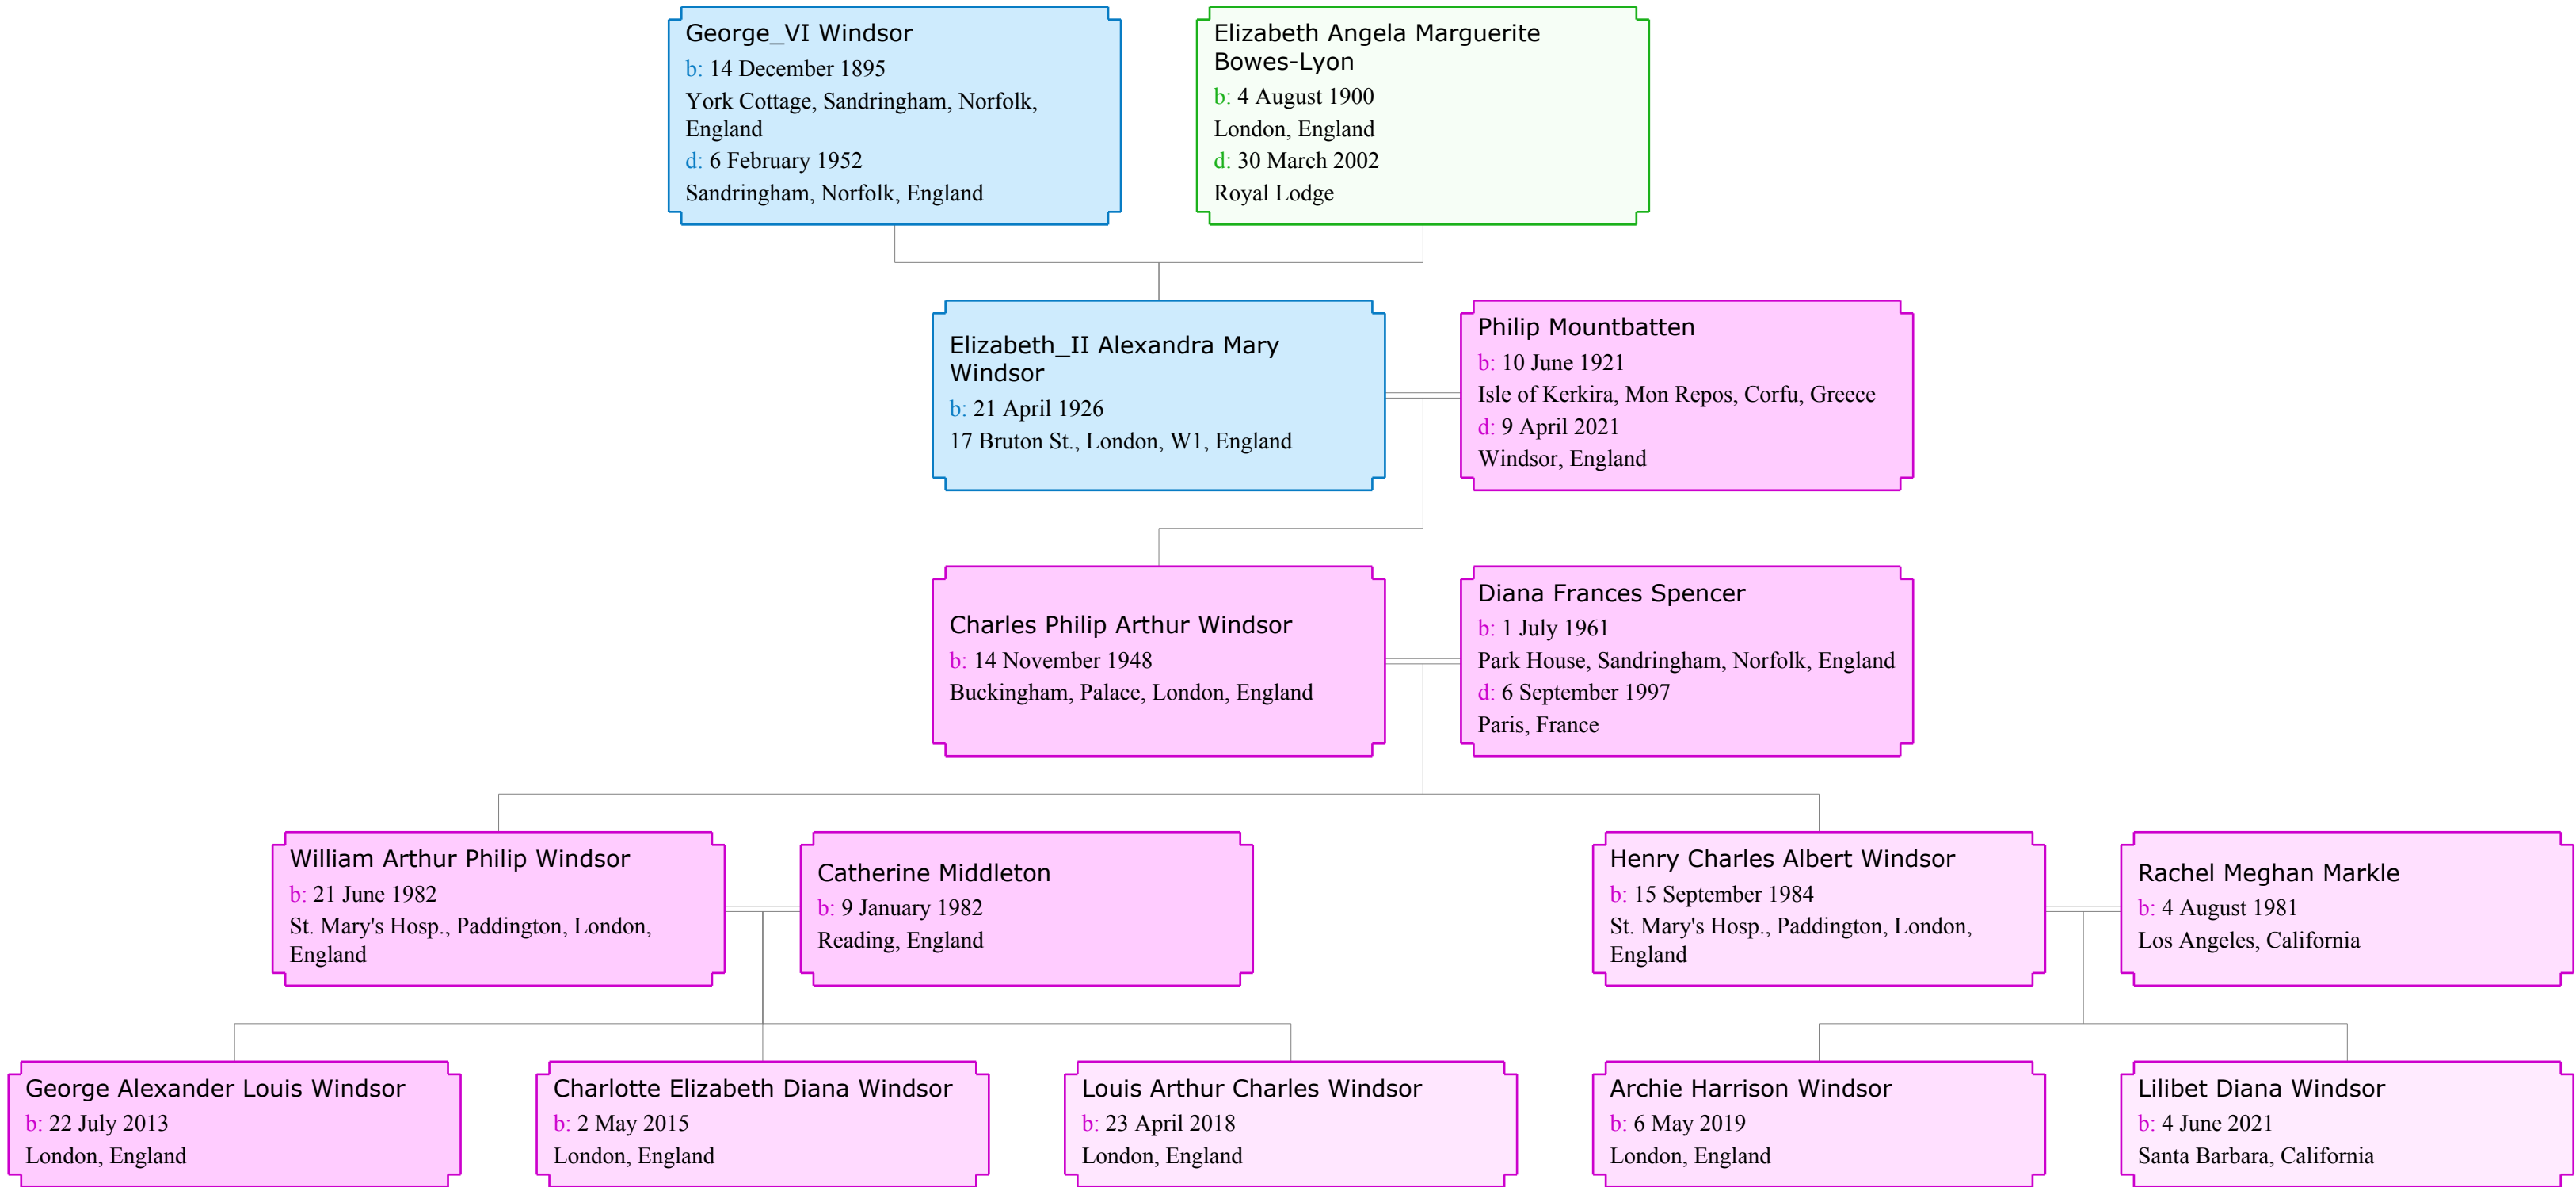 George_VI Windsor
b: 14 December 1895
York Cottage, Sandringham, Norfolk,
England
d: 6 February 1952
Sandringham, Norfolk, England
Elizabeth Angela Marguerite
Bowes-Lyon
b: 4 August 1900
London, England
d: 30 March 2002
Royal Lodge
Elizabeth_II Alexandra Mary
Windsor
b: 21 April 1926
17 Bruton St., London, W1, England
Philip Mountbatten
b: 10 June 1921
Isle of Kerkira, Mon Repos, Corfu, Greece
d: 9 April 2021
Windsor, England
Charles Philip Arthur Windsor
b: 14 November 1948
Buckingham, Palace, London, England
Diana Frances Spencer
b: 1 July 1961
Park House, Sandringham, Norfolk, England
d: 6 September 1997
Paris, France
William Arthur Philip Windsor
b: 21 June 1982
St. Mary's Hosp., Paddington, London,
England
Catherine Middleton
b: 9 January 1982
Reading, England
Henry Charles Albert Windsor
b: 15 September 1984
St. Mary's Hosp., Paddington, London,
England
Rachel Meghan Markle
b: 4 August 1981
Los Angeles, California
George Alexander Louis Windsor
b: 22 July 2013
London, England
Charlotte Elizabeth Diana Windsor
b: 2 May 2015
London, England
Louis Arthur Charles Windsor
b: 23 April 2018
London, England
Archie Harrison Windsor
b: 6 May 2019
London, England
Lilibet Diana Windsor
b: 4 June 2021
Santa Barbara, California